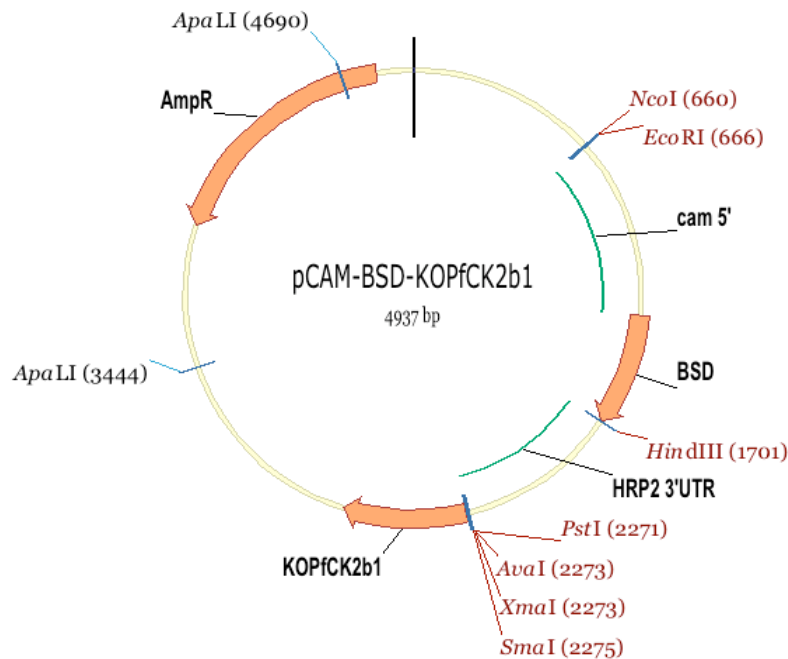 ApaLI (4690)
AmpR
NcoI (660)
EcoRI (666)
cam 5'
pCAM-BSD-KOPfCK2b1
4937 bp
ApaLI (3444)
BSD
HindIII (1701)
HRP2 3'UTR
PstI (2271)
KOPfCK2b1
AvaI (2273)
XmaI (2273)
SmaI (2275)